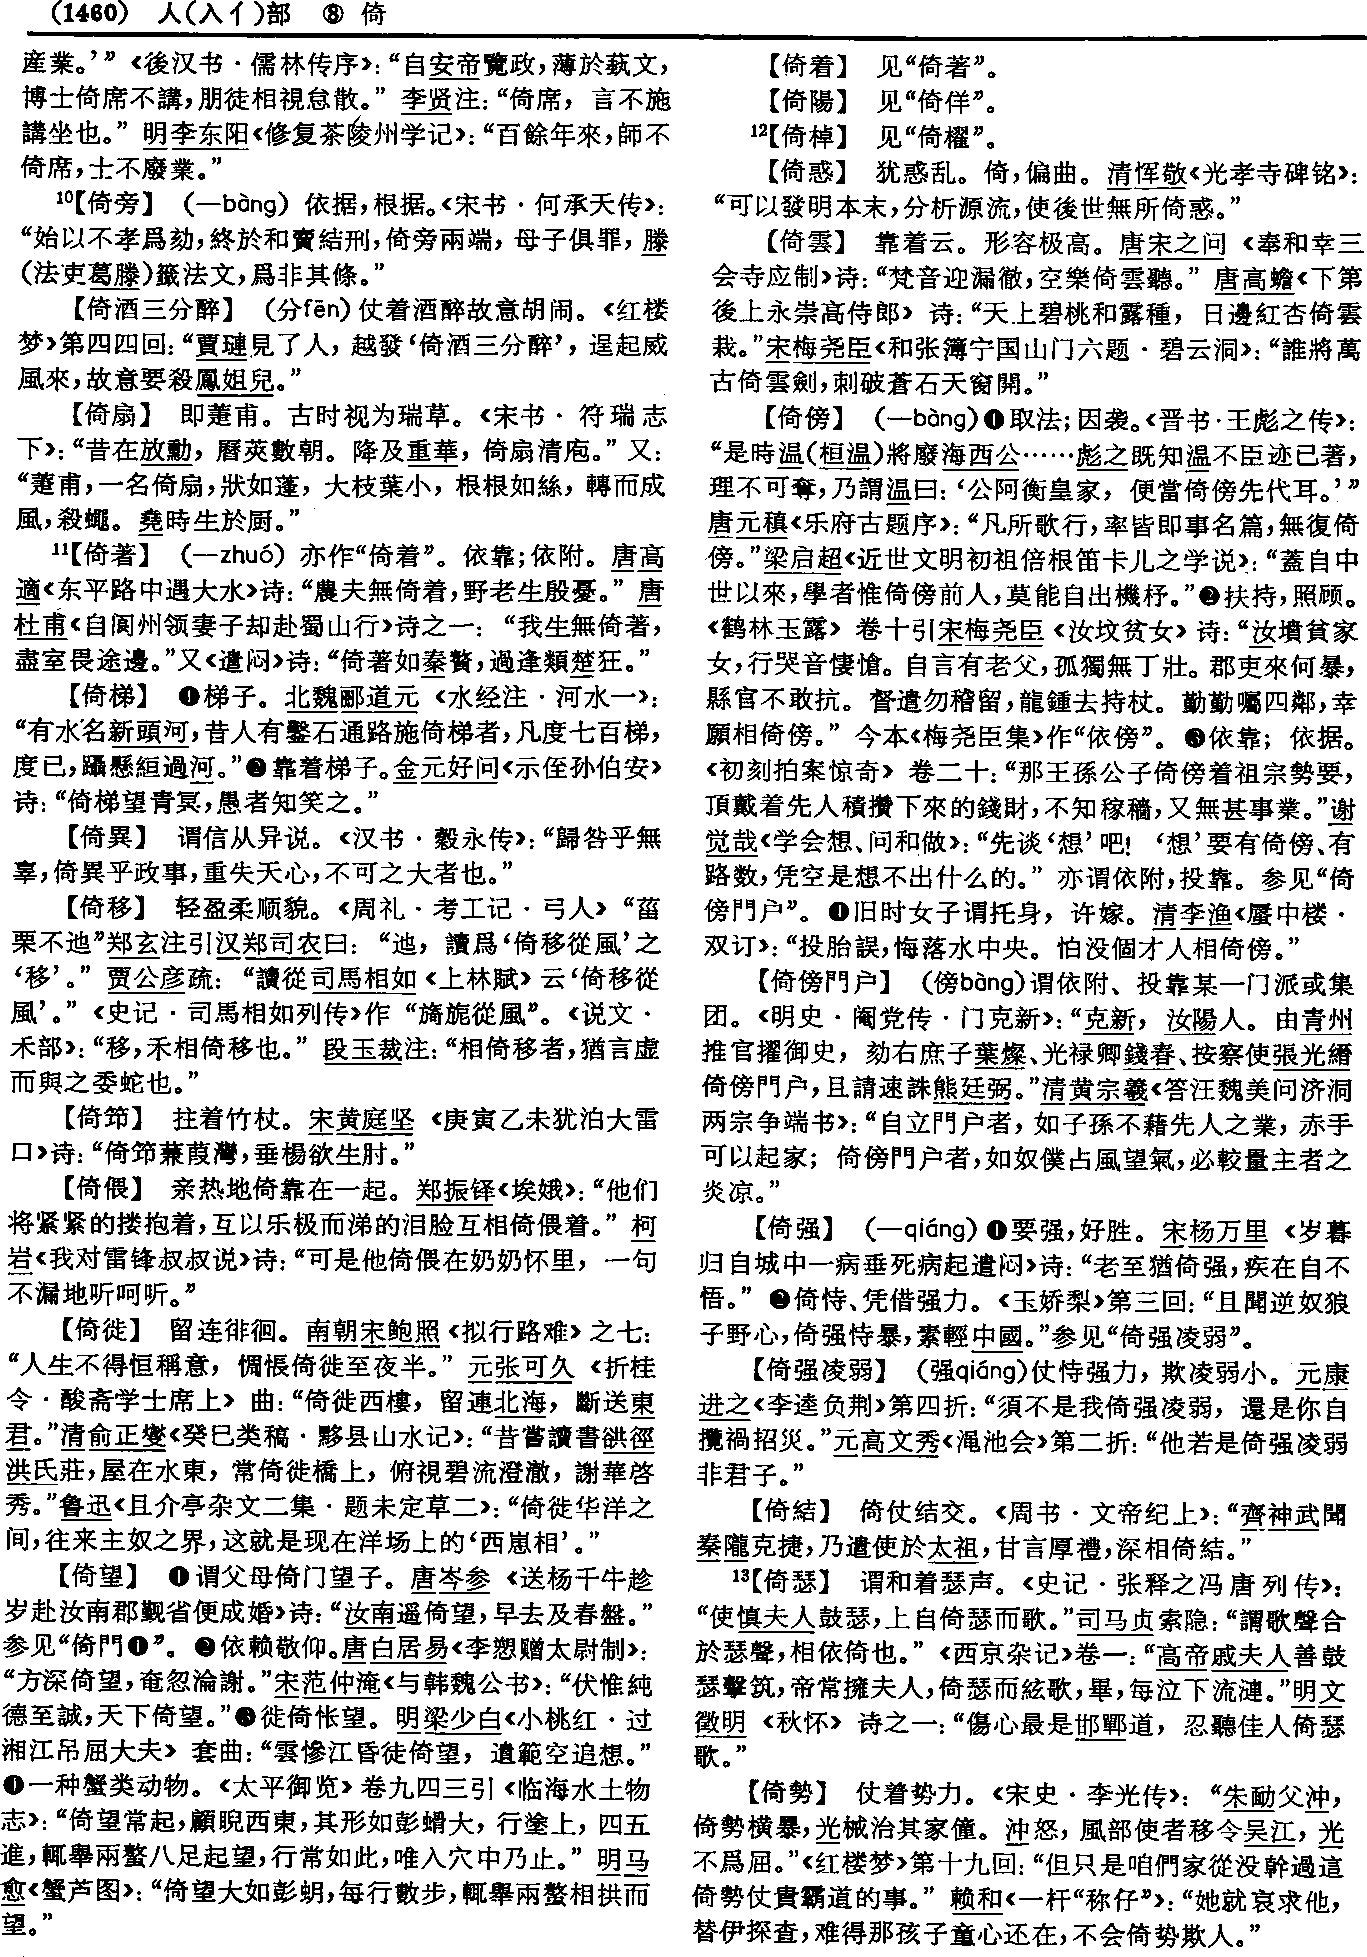 (1460) 人(入亻)部 ⑧ 倚
産業。’”《後汉书·儒林传序》：“自安帝覽政，薄於蓺文，
博士倚席不講，朋徒相視怠散。” 李贤注：“倚席，言不施
講坐也。” 明李东阳《修复茶陵州学记》：“百餘年來，師不
倚席，士不廢業。”
10【倚旁】 (—bàng) 依据，根据。《宋书·何承天传》：
“始以不孝爲劾，終於和賣結刑，倚旁兩端，母子俱罪，滕
(法吏葛滕)籤法文，爲非其條。”
【倚酒三分醉】 (分fēn)仗着酒醉故意胡闹。《红楼
梦》第四四回：“賈璉見了人，越發‘倚酒三分醉’，逞起威
風來，故意要殺鳳姐兒。”
【倚扇】 即萐甫。古时视为瑞草。《宋书·符瑞志
下》：“昔在放勳，曆莢數朝。降及重華，倚扇清庖。” 又：
“萐甫，一名倚扇，狀如蓬，大枝葉小，根根如絲，轉而成
風，殺蠅。堯時生於厨。”
11【倚著】 (—zhuó) 亦作“倚着”。依靠；依附。唐高
適《东平路中遇大水》诗：“農夫無倚着，野老生殷憂。” 唐
杜甫《自阆州领妻子却赴蜀山行》诗之一：“我生無倚著，
盡室畏途邊。”又《遣闷》诗：“倚著如秦贅，過逢類楚狂。”
【倚梯】 ❶梯子。北魏郦道元《水经注·河水一》：
“有水名新頭河，昔人有鑿石通路施倚梯者，凡度七百梯，
度已，躡懸絙過河。”❷靠着梯子。金元好问《示侄孙伯安》
诗：“倚梯望青冥，愚者知笑之。”
【倚異】 谓信从异说。《汉书·毅永传》：“歸咎乎無
辜，倚異乎政事，重失天心，不可之大者也。”
【倚移】 轻盈柔顺貌。《周礼·考工记·弓人》“菑
栗不迆”郑玄注引汉郑司农曰：“迆，讀爲‘倚移從風’之
‘移’。” 贾公彦疏：“讀從司馬相如《上林賦》云‘倚移從
風’。”《史记·司馬相如列传》作“旖旎從風”。《说文·
禾部》：“移，禾相倚移也。” 段玉裁注：“相倚移者，猶言虚
而與之委蛇也。”
【倚筇】 拄着竹杖。宋黄庭坚《庚寅乙未犹泊大雷
口》诗：“倚筇蒹葭灣，垂楊欲生肘。”
【倚偎】 亲热地倚靠在一起。郑振铎《埃娥》：“他们
将紧紧的搂抱着，互以乐极而涕的泪脸互相倚偎着。” 柯
岩《我对雷锋叔叔说》诗：“可是他倚偎在奶奶怀里，一句
不漏地听呵听。”
【倚徙】 留连徘徊。南朝宋鲍照《拟行路难》之七：
“人生不得恒稱意，惆悵倚徙至夜半。” 元张可久《折桂
令·酸斋学士席上》曲：“倚徙西樓，留連北海，斷送東
君。”清俞正燮《癸巳类稿·黟县山水记》：“昔嘗讀書谼徑
洪氏莊，屋在水東，常倚徙橋上，俯視碧流澄澈，謝華啓
秀。”鲁迅《且介亭杂文二集·题未定草二》：“倚徙华洋之
间，往来主奴之界，这就是现在洋场上的‘西崽相’。”
【倚望】 ❶谓父母倚门望子。唐岑参《送杨千牛趁
岁赴汝南郡觐省便成婚》诗：“汝南遥倚望，早去及春盤。”
参见“倚門❶”。❷依赖敬仰。唐白居易《李愬赠太尉制》：
“方深倚望，奄忽淪謝。”宋范仲淹《与韩魏公书》：“伏惟純
德至誠，天下倚望。”❸徙倚怅望。明梁少白《小桃红·过
湘江吊屈大夫》套曲：“雲慘江昏徒倚望，遺範空追想。”
❹一种蟹类动物。《太平御览》卷九四三引《临海水土物
志》：“倚望常起，顧睨西東，其形如彭螖大，行塗上，四五
進，輒舉兩螯八足起望，行常如此，唯入穴中乃止。” 明马
愈《蟹芦图》：“倚望大如彭蚏，每行數步，輒舉兩螯相拱而
望。”
【倚着】 见“倚著”。
【倚陽】 见“倚佯”。
12【倚棹】 见“倚櫂”。
【倚惑】 犹惑乱。倚，偏曲。清恽敬《光孝寺碑铭》：
“可以發明本末，分析源流，使後世無所倚惑。”
【倚雲】 靠着云。形容极高。唐宋之问《奉和幸三
会寺应制》诗：“梵音迎漏徹，空樂倚雲聽。” 唐高蟾《下第
後上永崇高侍郎》诗：“天上碧桃和露種，日邊紅杏倚雲
栽。”宋梅尧臣《和张簿宁国山门六题·碧云洞》：“誰將萬
古倚雲劍，刺破蒼石天窗開。”
【倚傍】 (—bàng)❶取法；因袭。《晋书·王彪之传》：
“是時温(桓温)將廢海西公……彪之既知温不臣迹已著，
理不可奪，乃謂温曰：‘公阿衡皇家，便當倚傍先代耳。’”
唐元稹《乐府古题序》：“凡所歌行，率皆即事名篇，無復倚
傍。”梁启超《近世文明初祖倍根笛卡儿之学说》：“蓋自中
世以來，學者惟倚傍前人，莫能自出機杼。”❷扶持，照顾。
《鹤林玉露》卷十引宋梅尧臣《汝坟贫女》诗：“汝墳貧家
女，行哭音悽愴。自言有老父，孤獨無丁壯。郡吏來何暴，
縣官不敢抗。督遣勿稽留，龍鍾去持杖。勤勤囑四鄰，幸
願相倚傍。” 今本《梅尧臣集》作“依傍”。❸依靠；依据。
《初刻拍案惊奇》卷二十：“那王孫公子倚傍着祖宗勢要，
頂戴着先人積攢下來的錢財，不知稼穡，又無甚事業。”谢
觉哉《学会想、问和做》：“先谈‘想’吧！‘想’要有倚傍、有
路数，凭空是想不出什么的。” 亦谓依附，投靠。参见“倚
傍門户”。❹旧时女子谓托身，许嫁。清李渔《蜃中楼·
双订》：“投胎誤，悔落水中央。怕没個才人相倚傍。”
【倚傍門户】 (傍bàng)谓依附、投靠某一门派或集
团。《明史·阉党传·门克新》：“克新，汝陽人。由青州
推官擢御史，劾右庶子葉燦、光禄卿錢春、按察使張光縉
倚傍門户，且請速誅熊廷弼。”清黄宗羲《答汪魏美问济洞
两宗争端书》：“自立門户者，如子孫不藉先人之業，赤手
可以起家；倚傍門户者，如奴僕占風望氣，必較量主者之
炎凉。”
【倚强】 (—qiáng)❶要强，好胜。宋杨万里《岁暮
归自城中一病垂死病起遣闷》诗：“老至猶倚强，疾在自不
悟。” ❷倚恃、凭借强力。《玉娇梨》第三回：“且聞逆奴狼
子野心，倚强恃暴，素輕中國。”参见“倚强凌弱”。
【倚强凌弱】 (强qiáng)仗恃强力，欺凌弱小。元康
进之《李逵负荆》第四折：“須不是我倚强凌弱，還是你自
攬禍招災。”元高文秀《渑池会》第二折：“他若是倚强凌弱
非君子。”
【倚結】 倚仗结交。《周书·文帝纪上》：“齊神武聞
秦隴克捷，乃遣使於太祖，甘言厚禮，深相倚結。”
13【倚瑟】 谓和着瑟声。《史记·张释之冯唐列传》：
“使慎夫人鼓瑟，上自倚瑟而歌。”司马贞索隐：“謂歌聲合
於瑟聲，相依倚也。”《西京杂记》卷一：“高帝戚夫人善鼓
瑟擊筑，帝常擁夫人，倚瑟而絃歌，畢，每泣下流漣。”明文
徵明《秋怀》诗之一：“傷心最是邯鄲道，忍聽佳人倚瑟
歌。”
【倚勢】 仗着势力。《宋史·李光传》：“朱勔父冲，
倚勢横暴，光械治其家僮。冲怒，風部使者移令吴江，光
不爲屈。”《红楼梦》第十九回：“但只是咱們家從没幹過這
倚勢仗貴霸道的事。” 赖和《一杆“称仔”》：“她就哀求他，
替伊探查，难得那孩子童心还在，不会倚势欺人。”